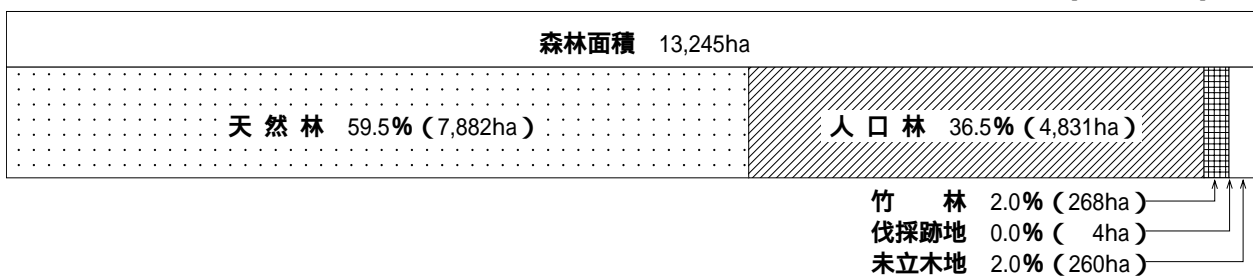 森林面積 13,245ha
天然林 59.5%(7,882ha) 人口林 36.5%(4,831ha)
竹林 2.0%(268ha)
伐採跡地 0.0%( 4ha)
未立木地 2.0%(260ha)